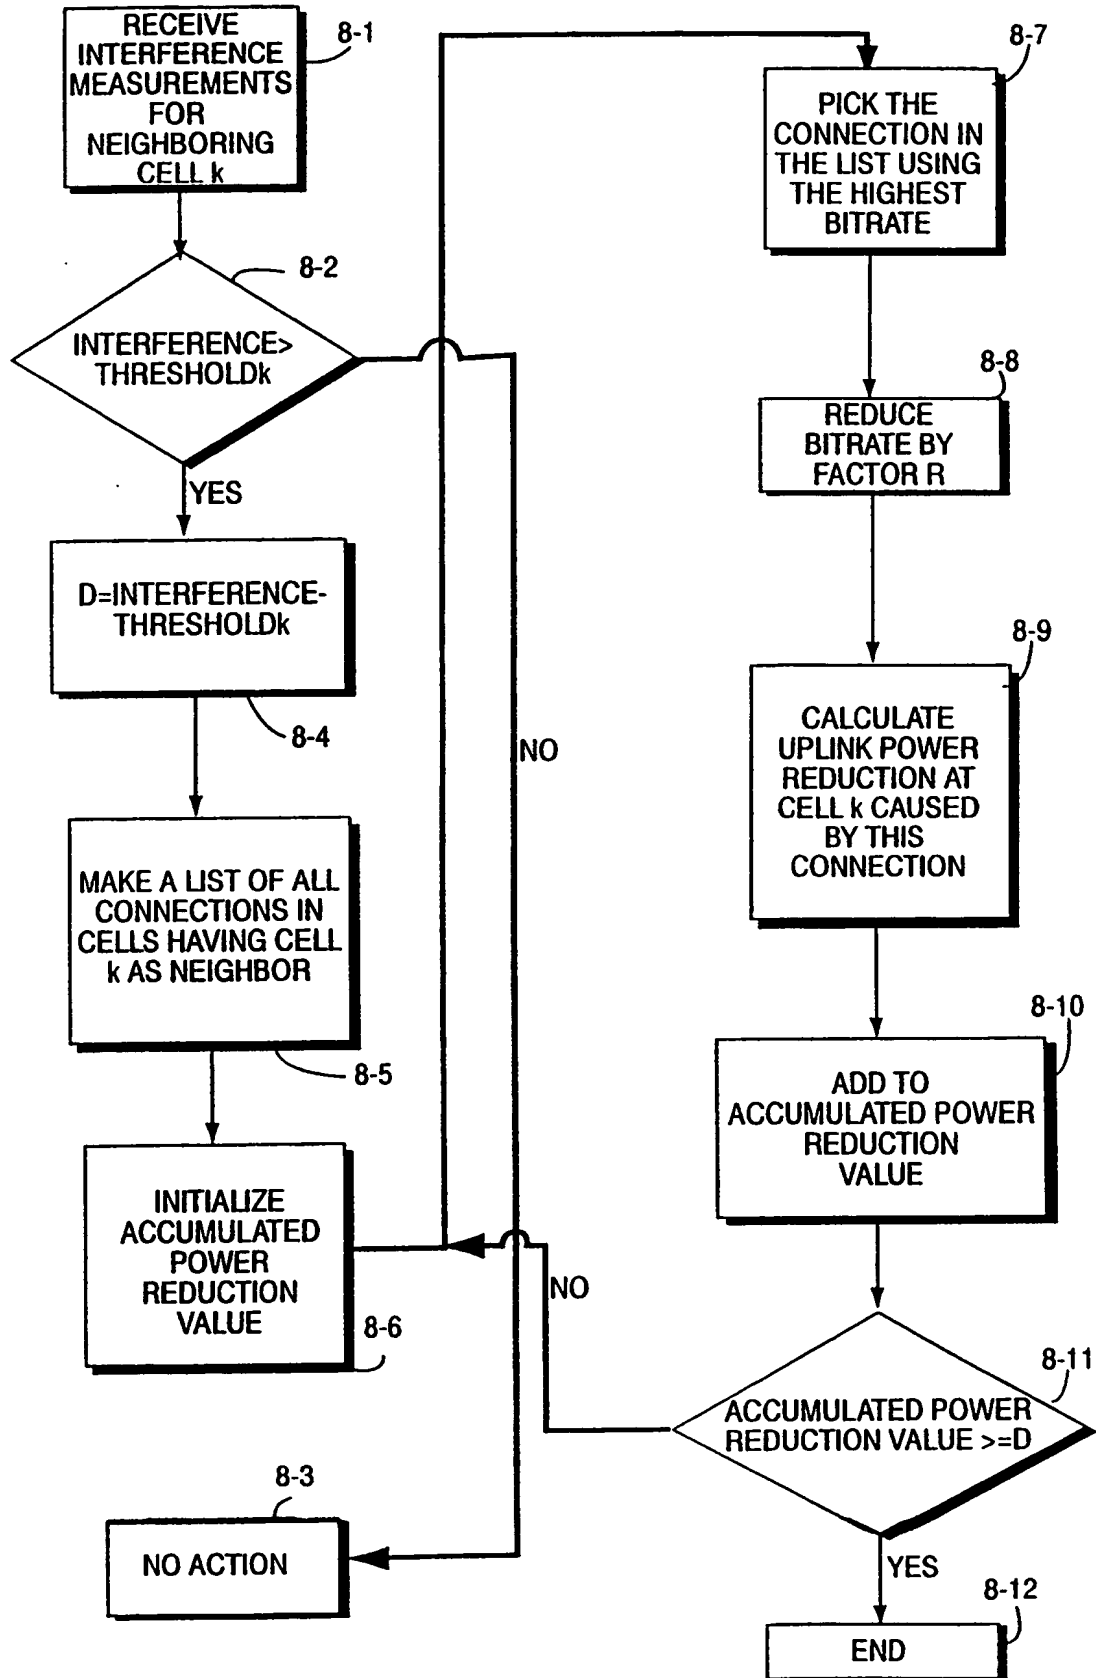 RECEIVE
INTERFERENCE
MEASUREMENTS
FOR
NEIGHBORING
CELL k
8-1
8-2
INTERFERENCE>
THRESHOLDk
YES
D=INTERFERENCE-
THRESHOLDk
8-4
NO
MAKE A LIST OF ALL
CONNECTIONS IN
CELLS HAVING CELL
k AS NEIGHBOR
8-5
INITIALIZE
ACCUMULATED
POWER
REDUCTION
VALUE
8-6
8-3
NO ACTION
8-7
PICK THE
CONNECTION IN
THE LIST USING
THE HIGHEST
BITRATE
8-8
REDUCE
BITRATE BY
FACTOR R
8-9
CALCULATE
UPLINK POWER
REDUCTION AT
CELL k CAUSED
BY THIS
CONNECTION
8-10
ADD TO
ACCUMULATED POWER
REDUCTION
VALUE
NO
8-11
ACCUMULATED POWER
REDUCTION VALUE >=D
YES
8-12
END